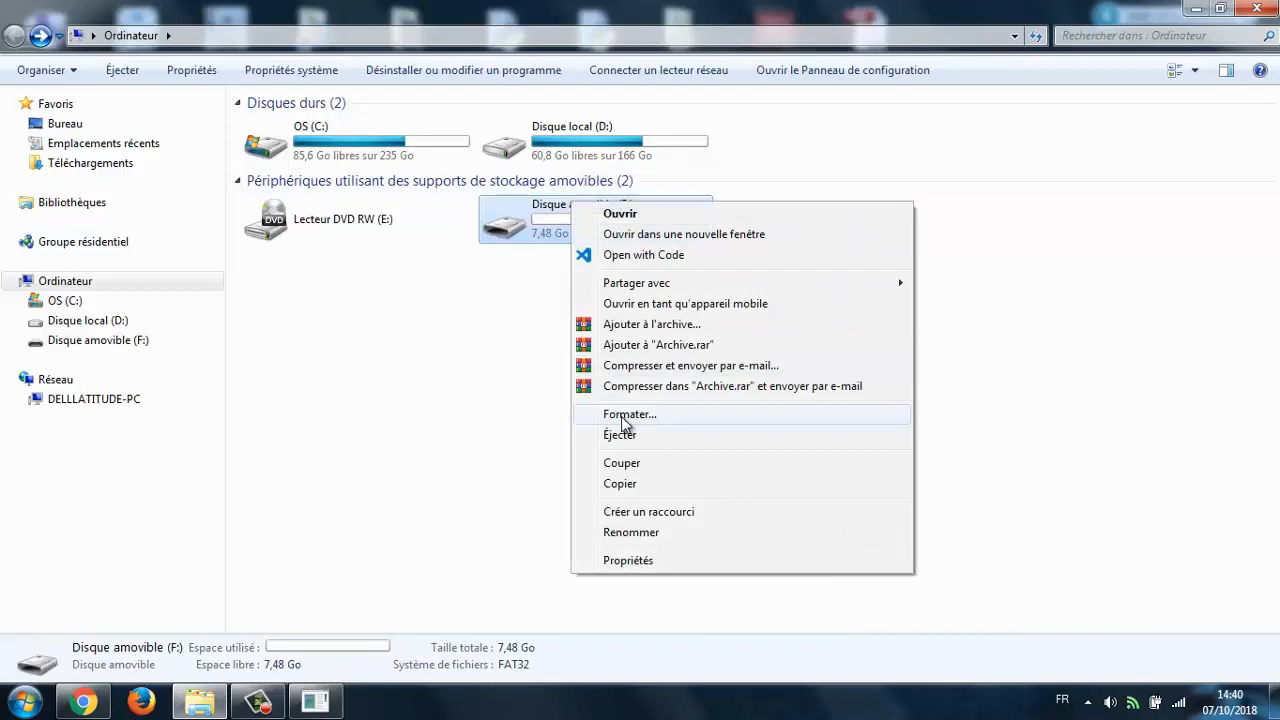 Ordinateur
Rechercher dans : Ordinateur
Organiser
Éjecter
Propriétés
Propriétés système
Désinstaller ou modifier un programme
Connecter un lecteur réseau
Ouvrir le Panneau de configuration
Favoris
Bureau
Emplacements récents
Téléchargements
Bibliothèques
Groupe résidentiel
Ordinateur
OS (C:)
Disque local (D:)
Disque amovible (F:)
Réseau
DELLLATITUDE-PC
Disques durs (2)
OS (C:)
85,6 Go libres sur 235 Go
Disque local (D:)
60,8 Go libres sur 166 Go
Périphériques utilisant des supports de stockage amovibles (2)
DVD
Lecteur DVD RW (E:)
Disque
7,48 Go
Ouvrir
Ouvrir dans une nouvelle fenêtre
Open with Code
Partager avec
Ouvrir en tant qu'appareil mobile
Ajouter à l'archive...
Ajouter à "Archive.rar"
Compresser et envoyer par e-mail...
Compresser dans "Archive.rar" et envoyer par e-mail
Formater...
Éjecter
Couper
Copier
Créer un raccourci
Renommer
Propriétés
Disque amovible (F:) Espace utilisé : Taille totale : 7,48 Go
Disque amovible Espace libre : 7,48 Go Système de fichiers : FAT32
FR
14:40
07/10/2018